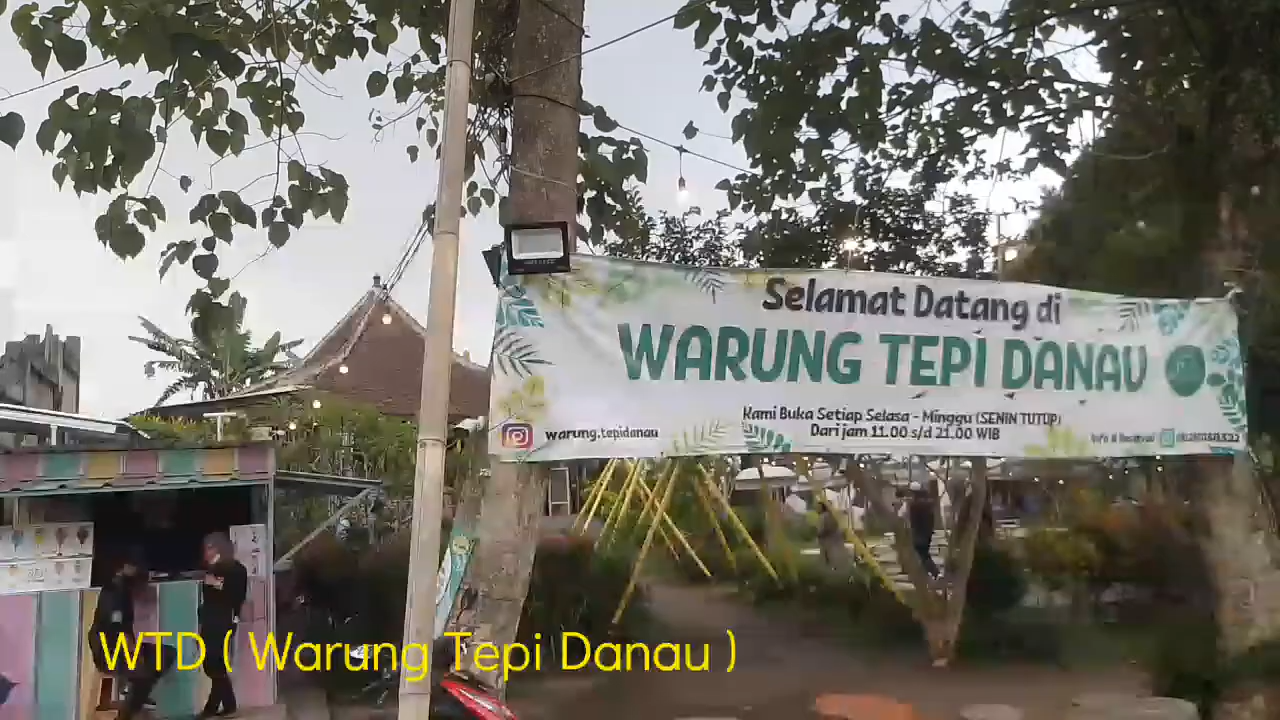 Selamat Datang di
WARUNG TEPI DANAU
Kami Buka Setiap Selasa - Minggu (SENIN TUTUP)
Dari jam 11.00 s/d 21.00 WIB
warung.tepidanau
WTD ( Warung Tepi Danau )